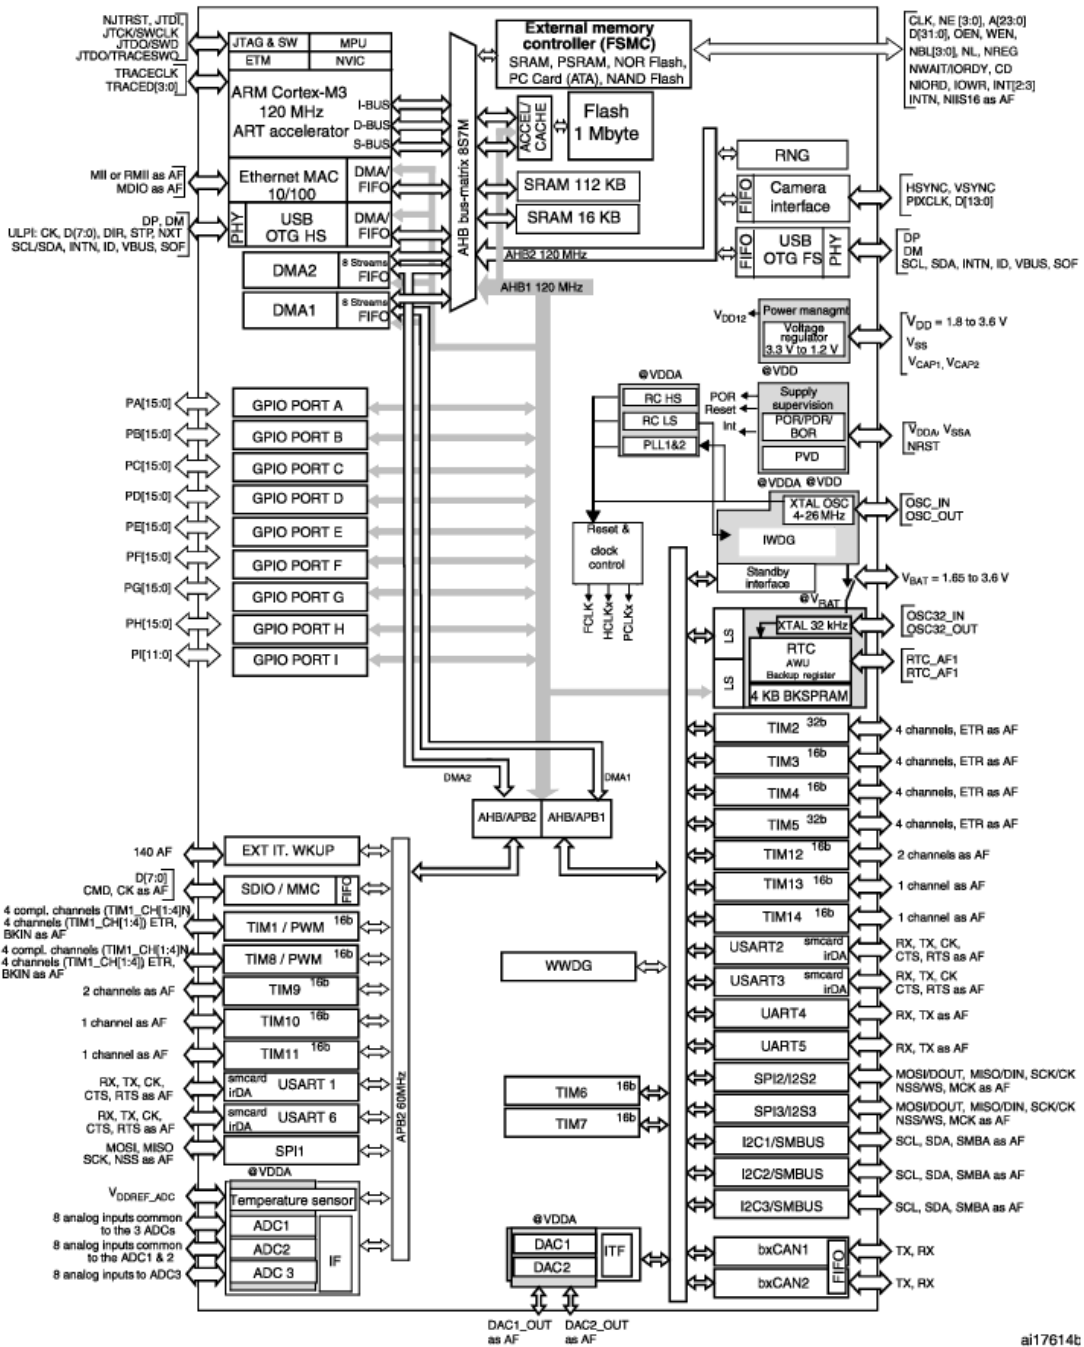 NJTRST, JTDI,
JTCK/SWCLK
JTDO/SWD
JTDO/TRACESWO
TRACECLK
TRACED[3:0]
MII or RMII as AF
MDIO as AF
DP, DM
ULPI: CK, D(7:0), DIR, STP, NXT
SCL/SDA, INTN, ID, VBUS, SOF
JTAG & SW
MPU
ETM
NVIC
ARM Cortex-M3
120 MHz
ART accelerator
I-BUS
D-BUS
S-BUS
Ethernet MAC
10/100
DMA/
FIFO
PHY
USB
OTG HS
DMA/
FIFO
DMA2
8 Streams
FIFO
DMA1
8 Streams
FIFO
AHB bus-matrix 8S7M
External memory
controller (FSMC)
SRAM, PSRAM, NOR Flash,
PC Card (ATA), NAND Flash
ACCEL/
CACHE
Flash
1 Mbyte
SRAM 112 KB
SRAM 16 KB
AHB2 120 MHz
AHB1 120 MHz
CLK, NE [3:0], A[23:0]
D[31:0], OEN, WEN,
NBL[3:0], NL, NREG
NWAIT/IORDY, CD
NIORD, IOWR, INT[2:3]
INTN, NIIS16 as AF
RNG
FIFO
Camera
interface
HSYNC, VSYNC
PIXCLK, D[13:0]
FIFO
USB
OTG FS
PHY
DP
DM
SCL, SDA, INTN, ID, VBUS, SOF
VDD12
Power managmt
Voltage
regulator
3.3 V to 1.2 V
@VDD
VDD = 1.8 to 3.6 V
VSS
VCAP1, VCAP2
@VDDA
RC HS
RC LS
PLL1&2
POR
Reset
Int
Supply
supervision
POR/PDR/
BOR
PVD
VDDA, VSSA
NRST
@VDDA @VDD
XTAL OSC
4-26MHz
IWDG
OSC_IN
OSC_OUT
Standby
interface
VBAT = 1.65 to 3.6 V
@VBAT
Reset &
clock
control
FCLK
HCLKx
PCLKx
LS
LS
XTAL 32 kHz
RTC
AWU
Backup register
4 KB BKSPRAM
OSC32_IN
OSC32_OUT
RTC_AF1
RTC_AF1
PA[15:0]
GPIO PORT A
PB[15:0]
GPIO PORT B
PC[15:0]
GPIO PORT C
PD[15:0]
GPIO PORT D
PE[15:0]
GPIO PORT E
PF[15:0]
GPIO PORT F
PG[15:0]
GPIO PORT G
PH[15:0]
GPIO PORT H
PI[11:0]
GPIO PORT I
DMA2
DMA1
AHB/APB2
AHB/APB1
140 AF
EXT IT. WKUP
D[7:0]
CMD, CK as AF
SDIO / MMC
FIFO
4 compl. channels (TIM1_CH[1:4]N
4 channels (TIM1_CH[1:4]) ETR,
BKIN as AF
TIM1 / PWM 16b
4 compl. channels (TIM1_CH[1:4]N
4 channels (TIM1_CH[1:4]) ETR,
BKIN as AF
TIM8 / PWM 16b
2 channels as AF
TIM9 16b
1 channel as AF
TIM10 16b
1 channel as AF
TIM11 16b
RX, TX, CK,
CTS, RTS as AF
smcard
irDA
USART 1
RX, TX, CK,
CTS, RTS as AF
smcard
irDA
USART 6
MOSI, MISO
SCK, NSS as AF
SPI1
@VDDA
VDDREF_ADC
Temperature sensor
8 analog inputs common
to the 3 ADCs
ADC1
8 analog inputs common
to the ADC1 & 2
ADC2
8 analog inputs to ADC3
ADC 3
IF
APB2 60MHz
WWDG
TIM6 16b
TIM7 16b
@VDDA
DAC1
DAC2
ITF
DAC1_OUT
as AF
DAC2_OUT
as AF
TIM2 32b
4 channels, ETR as AF
TIM3 16b
4 channels, ETR as AF
TIM4 16b
4 channels, ETR as AF
TIM5 32b
4 channels, ETR as AF
TIM12 16b
2 channels as AF
TIM13 16b
1 channel as AF
TIM14 16b
1 channel as AF
USART2
smcard
irDA
RX, TX, CK,
CTS, RTS as AF
USART3
smcard
irDA
RX, TX, CK
CTS, RTS as AF
UART4
RX, TX as AF
UART5
RX, TX as AF
SPI2/I2S2
MOSI/DOUT, MISO/DIN, SCK/CK
NSS/WS, MCK as AF
SPI3/I2S3
MOSI/DOUT, MISO/DIN, SCK/CK
NSS/WS, MCK as AF
I2C1/SMBUS
SCL, SDA, SMBA as AF
I2C2/SMBUS
SCL, SDA, SMBA as AF
I2C3/SMBUS
SCL, SDA, SMBA as AF
bxCAN1
TX, RX
bxCAN2
TX, RX
FIFO
ai17614b